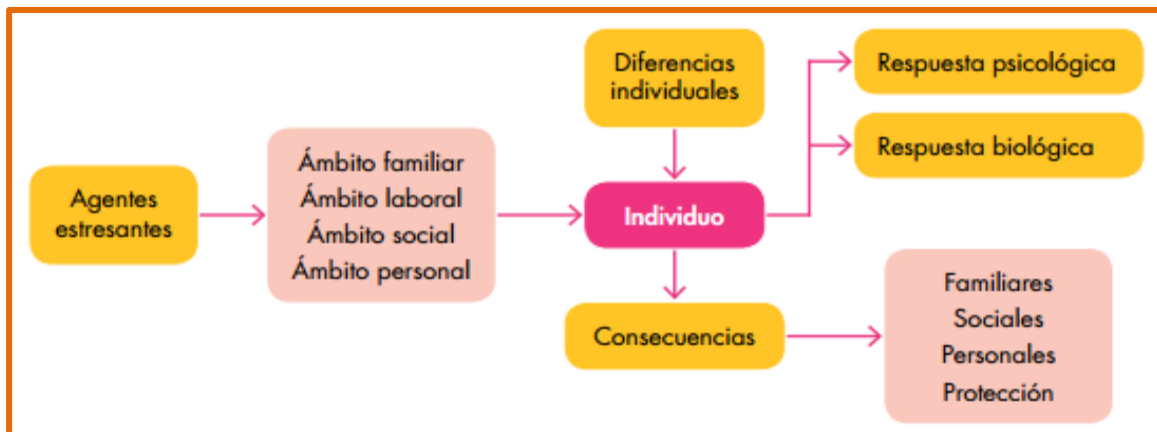 Agentes
estresantes
Ámbito familiar
Ámbito laboral
Ámbito social
Ámbito personal
Diferencias
individuales
Individuo
Respuesta psicológica
Respuesta biológica
Consecuencias
Familiares
Sociales
Personales
Protección